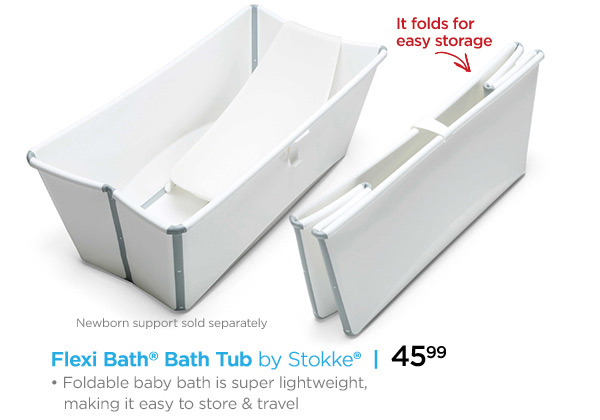 It folds for
easy storage
Newborn support sold separately
Flexi Bath® Bath Tub by Stokke® | 45⁹⁹
• Foldable baby bath is super lightweight,
making it easy to store & travel